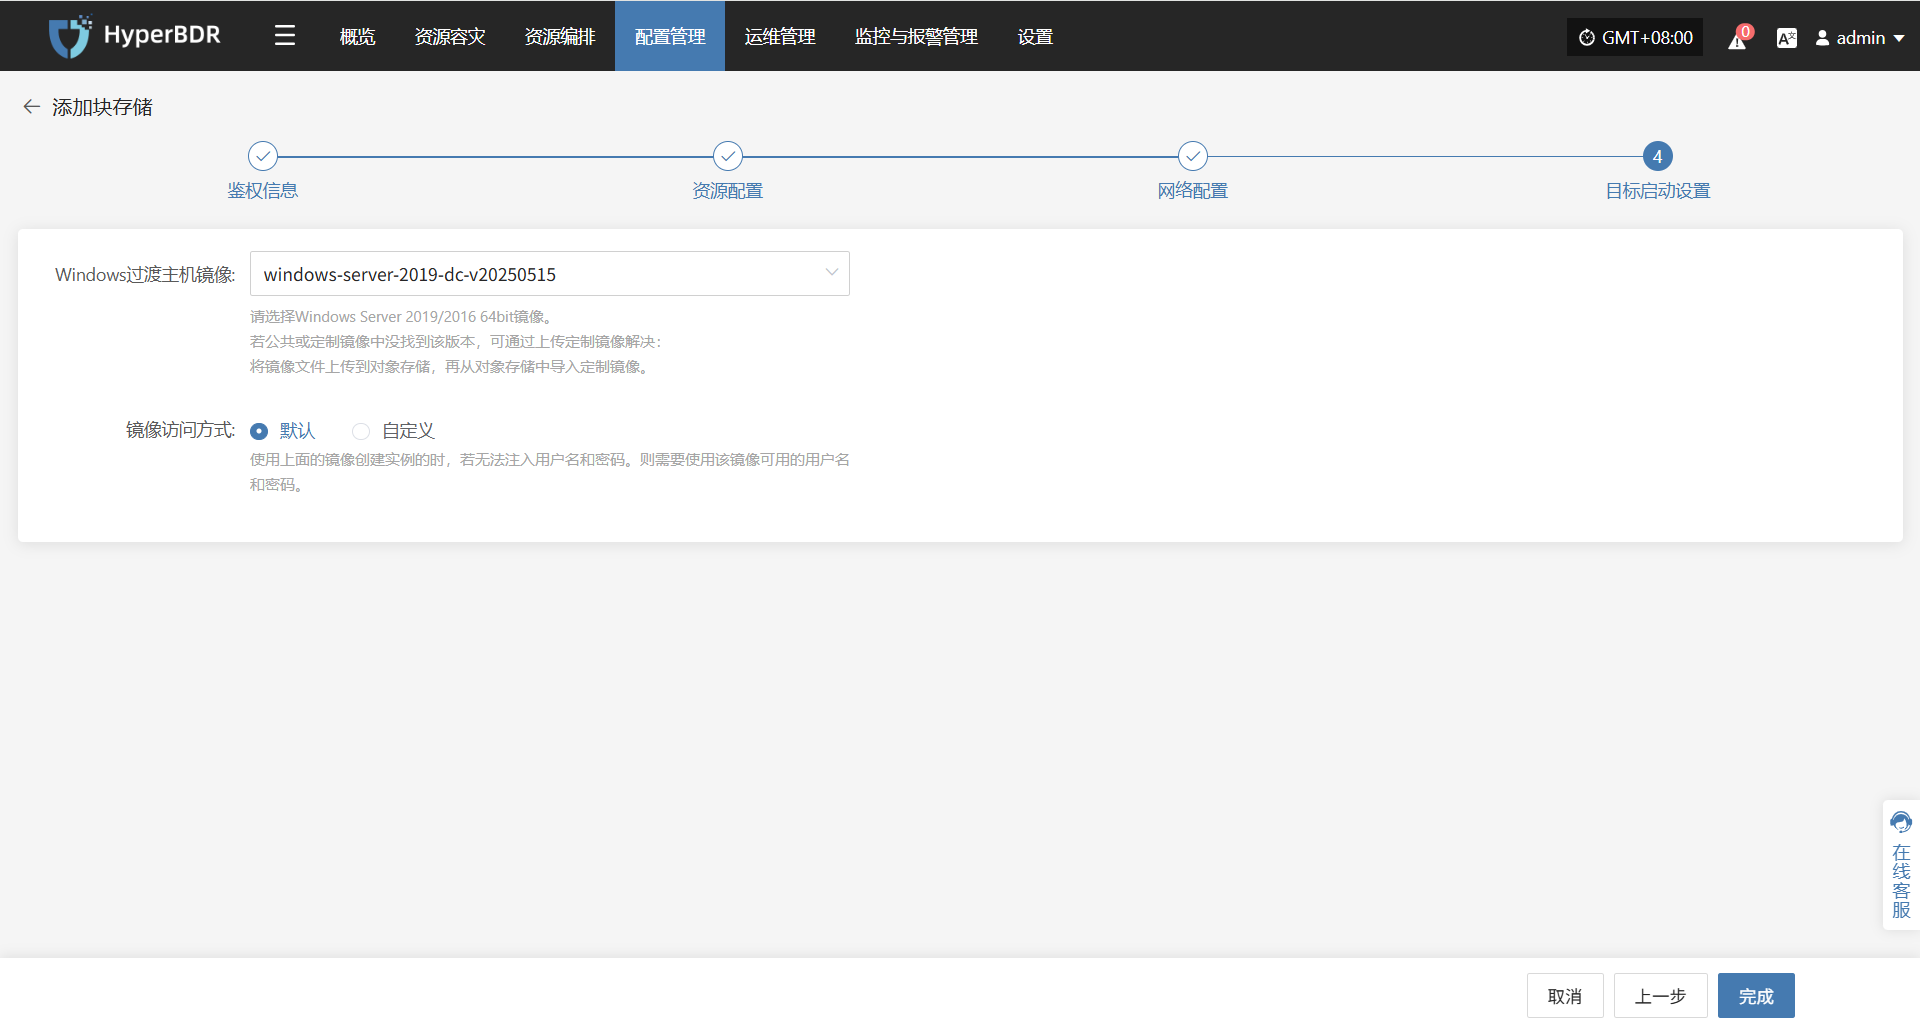 HyperBDR
概览
资源容灾
资源编排
配置管理
运维管理
监控与报警管理
设置
GMT+08:00
0
admin
添加块存储
4
鉴权信息
资源配置
网络配置
目标启动设置
Windows过渡主机镜像:
windows-server-2019-dc-v20250515
请选择Windows Server 2019/2016 64bit镜像。
若公共或定制镜像中没找到该版本，可通过上传定制镜像解决：
将镜像文件上传到对象存储，再从对象存储中导入定制镜像。
镜像访问方式:
默认
自定义
使用上面的镜像创建实例的时，若无法注入用户名和密码。则需要使用该镜像可用的用户名
和密码。
在线客服
取消
上一步
完成